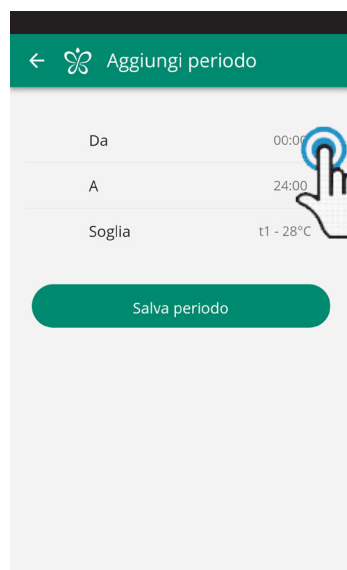 Aggiungi periodo
Da 00:00
A 24:00
Soglia t1 - 28°C
Salva periodo